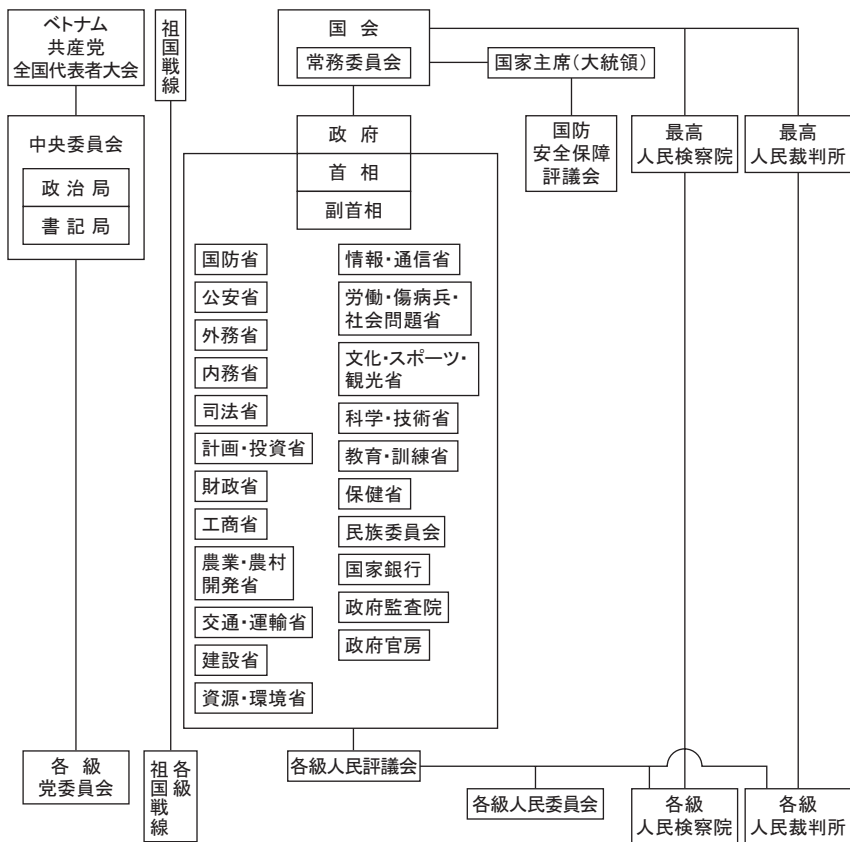 ベトナム
共産党
全国代表者大会
祖国戦線
国会
常務委員会
国家主席(大統領)
中央委員会
政治局
書記局
政府
首相
副首相
国防
安全保障
評議会
最高
人民検察院
最高
人民裁判所
国防省
公安省
外務省
内務省
司法省
計画・投資省
財政省
工商省
農業・農村
開発省
交通・運輸省
建設省
資源・環境省
情報・通信省
労働・傷病兵・
社会問題省
文化・スポーツ・
観光省
科学・技術省
教育・訓練省
保健省
民族委員会
国家銀行
政府監査院
政府官房
各級
党委員会
各級
祖国戦線
各級人民評議会
各級人民委員会
各級
人民検察院
各級
人民裁判所